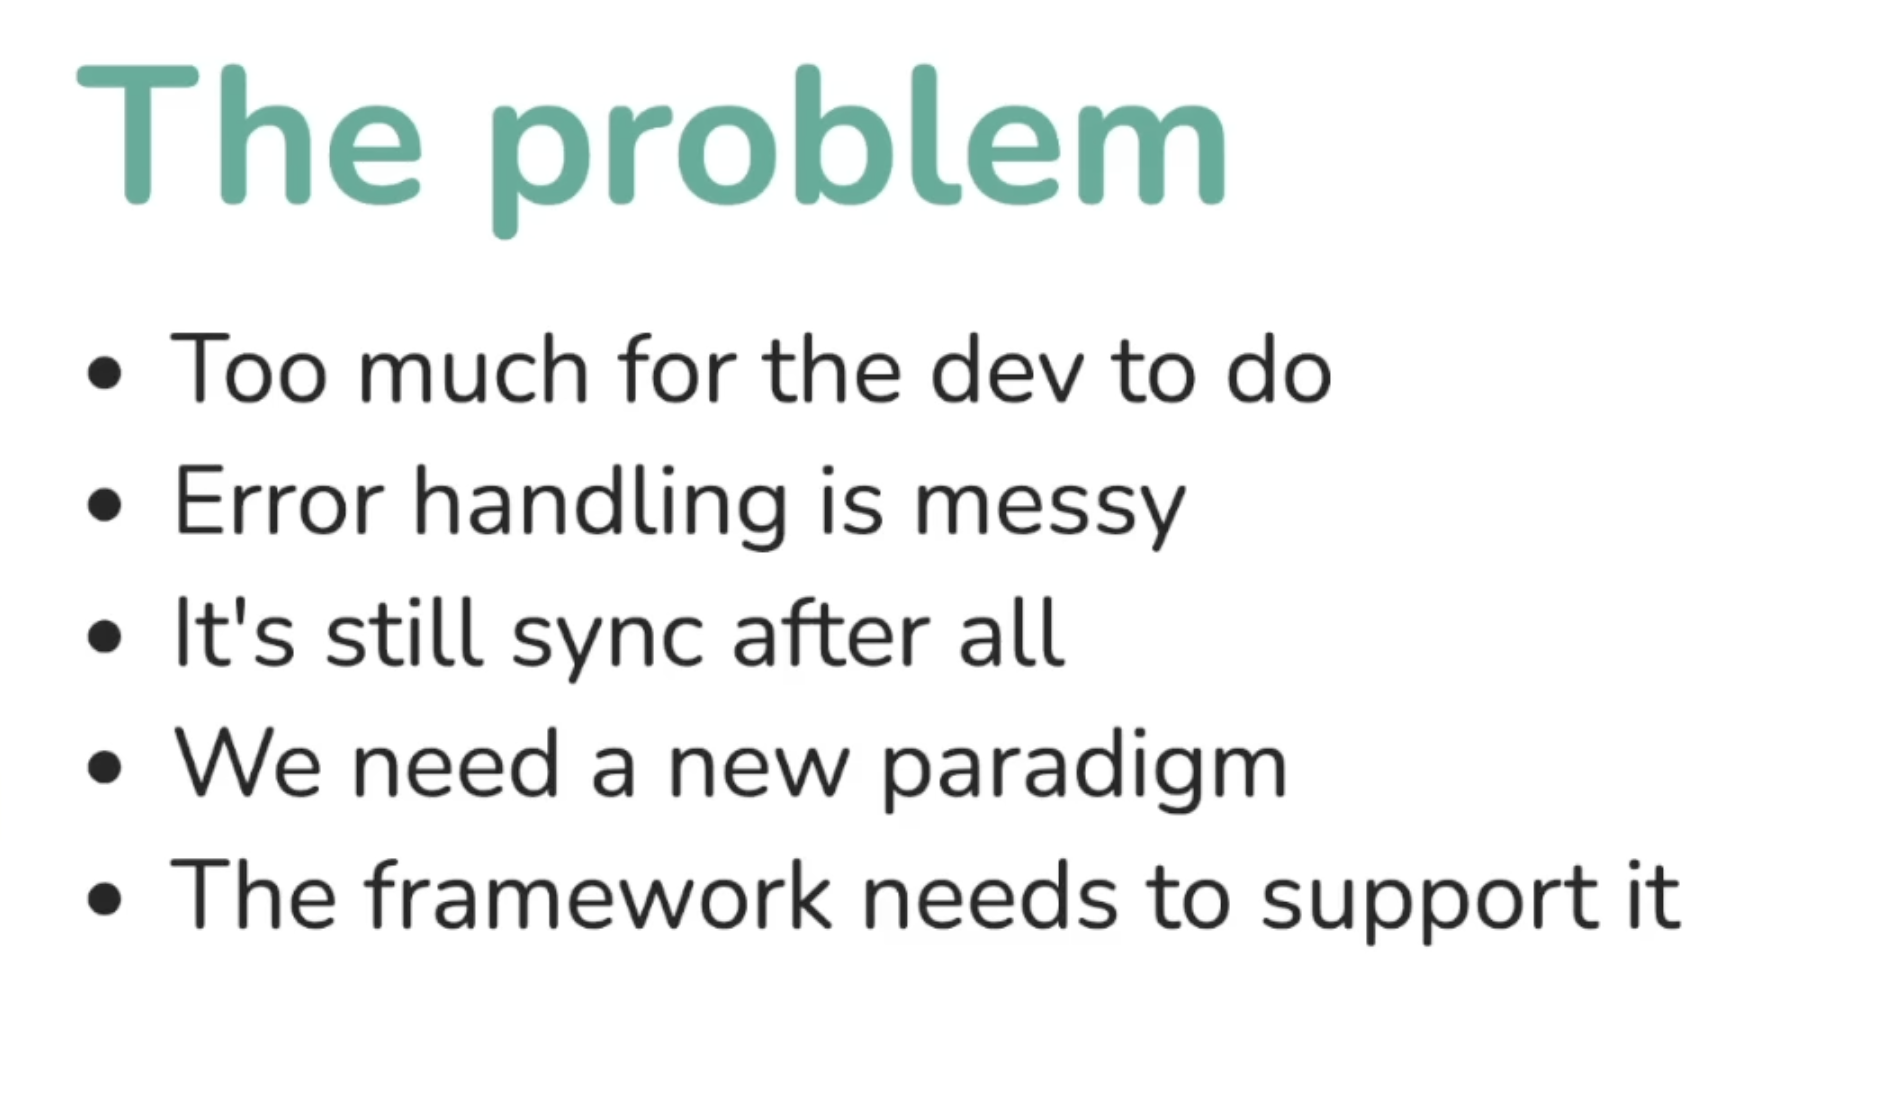 The problem
• Too much for the dev to do
• Error handling is messy
• It's still sync after all
• We need a new paradigm
• The framework needs to support it